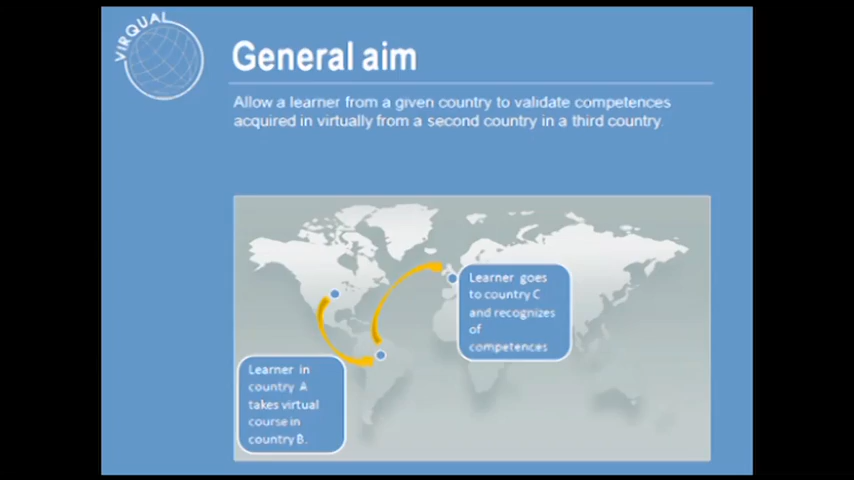 VIRQUAL
General aim
Allow a learner from a given country to validate competences
acquired in virtually from a second country in a third country.
Learner goes
to country C
and recognizes
of
competences
Learner in
country A
takes virtual
course in
country B.